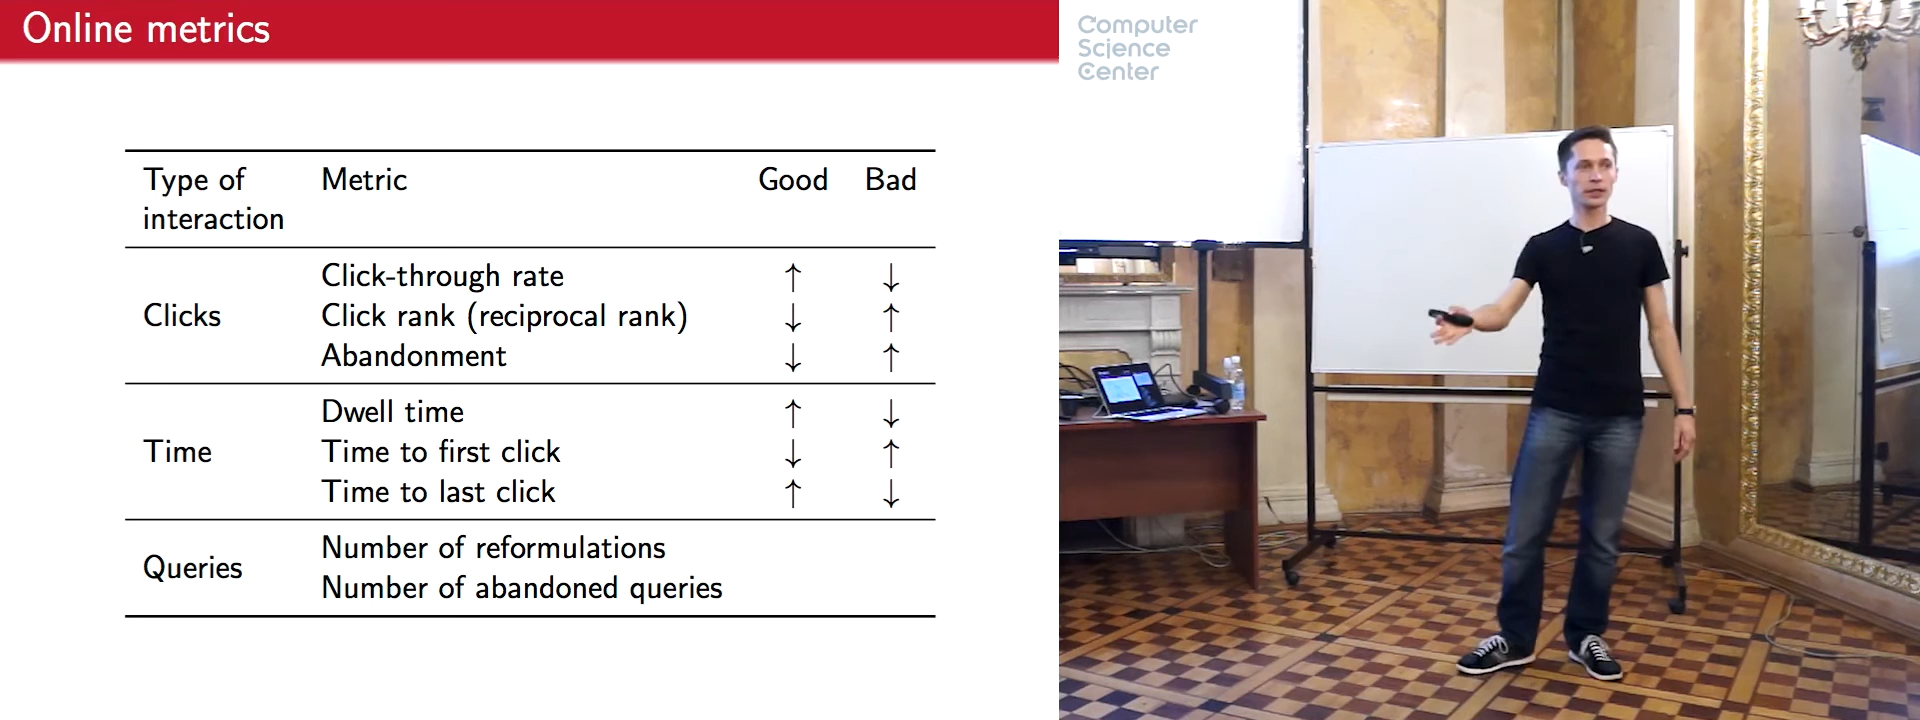 Online metrics
Computer
Science
Center
Type of interaction Metric Good Bad
Clicks
Click-through rate ↑ ↓
Click rank (reciprocal rank) ↓ ↑
Abandonment ↓ ↑
Time
Dwell time ↑ ↓
Time to first click ↓ ↑
Time to last click ↑ ↓
Queries
Number of reformulations
Number of abandoned queries